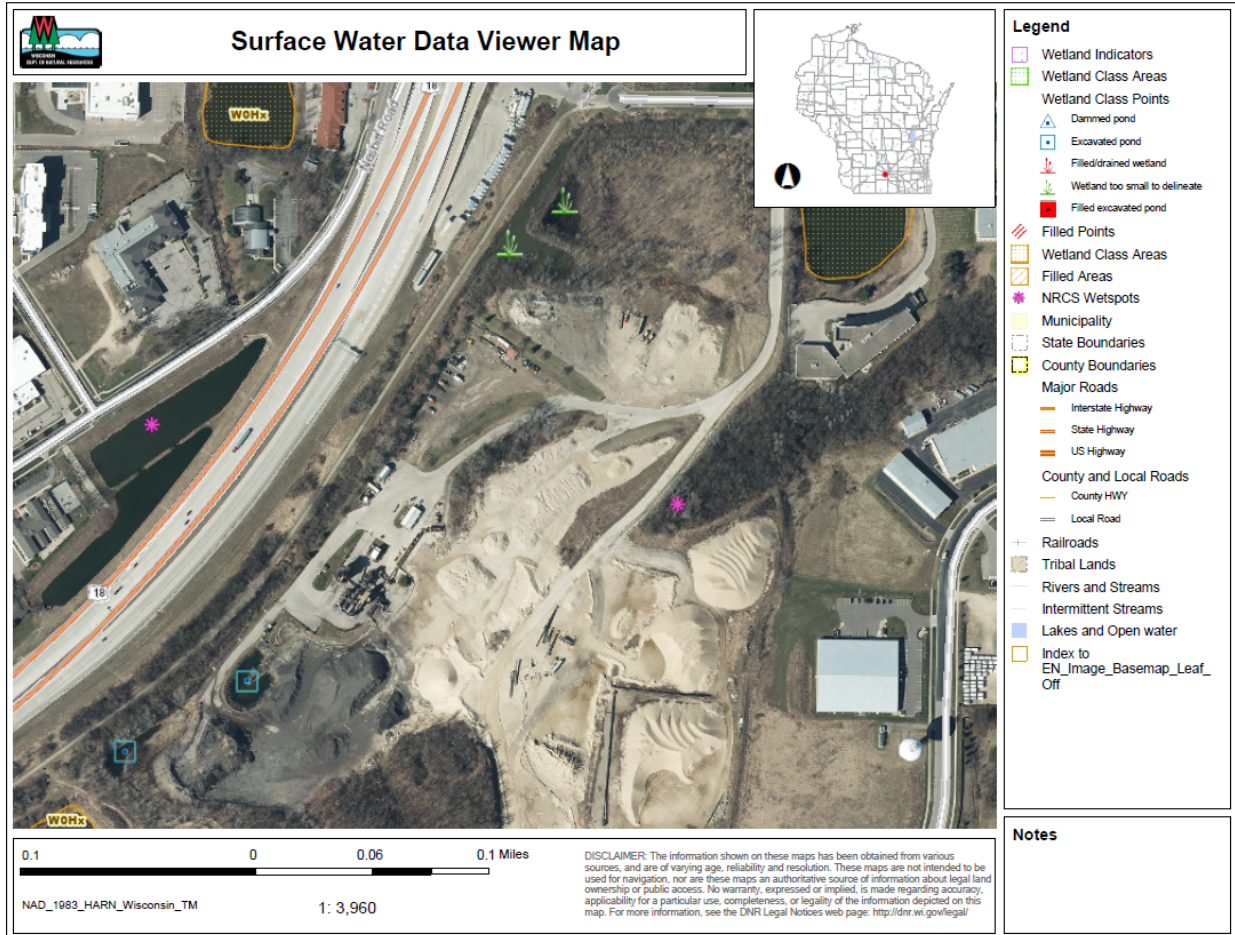 WISCONSIN
DEPT. OF NATURAL RESOURCES
Surface Water Data Viewer Map
W0Hx
Nesbitt Road
18
18
W0Hx
Legend
Wetland Indicators
Wetland Class Areas
Wetland Class Points
Dammed pond
Excavated pond
Filled/drained wetland
Wetland too small to delineate
Filled excavated pond
Filled Points
Wetland Class Areas
Filled Areas
NRCS Wetspots
Municipality
State Boundaries
County Boundaries
Major Roads
Interstate Highway
State Highway
US Highway
County and Local Roads
County HWY
Local Road
Railroads
Tribal Lands
Rivers and Streams
Intermittent Streams
Lakes and Open water
Index to
EN_Image_Basemap_Leaf_
Off
0.1 0 0.06 0.1 Miles
NAD_1983_HARN_Wisconsin_TM
1: 3,960
DISCLAIMER: The information shown on these maps has been obtained from various
sources, and are of varying age, reliability and resolution. These maps are not intended to be
used for navigation, nor are these maps an authoritative source of information about legal land
ownership or public access. No warranty, expressed or implied, is made regarding accuracy,
applicability for a particular use, completeness, or legality of the information depicted on this
map. For more information, see the DNR Legal Notices web page: http://dnr.wi.gov/legal/
Notes